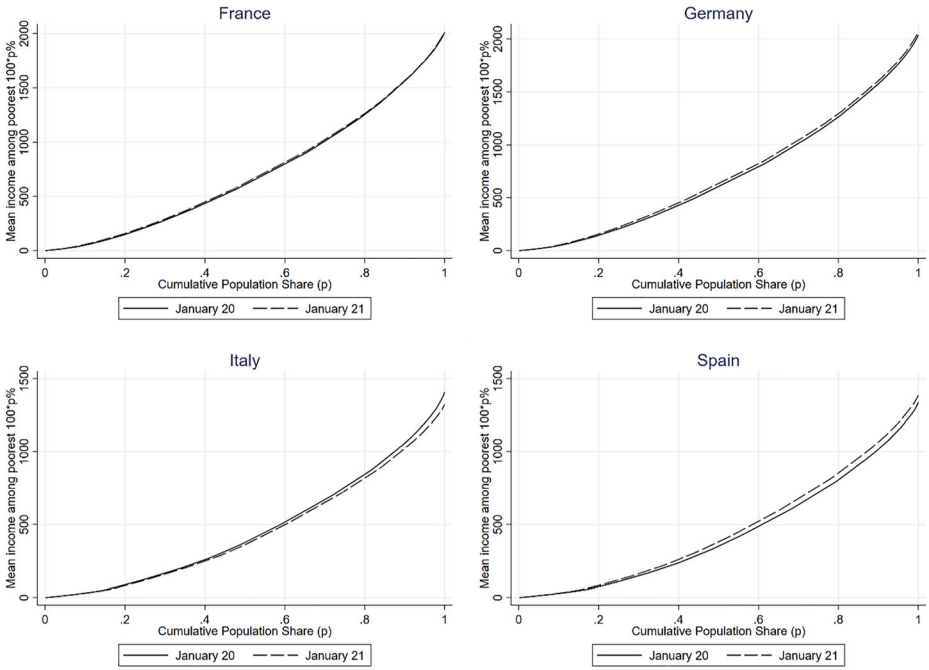 France
Mean income among poorest 100*p%
2000
1500
1000
500
0
0 .2 .4 .6 .8 1
Cumulative Population Share (p)
January 20 January 21
Germany
Mean income among poorest 100*p%
2000
1500
1000
500
0
0 .2 .4 .6 .8 1
Cumulative Population Share (p)
January 20 January 21
Italy
Mean income among poorest 100*p%
1500
1000
500
0
0 .2 .4 .6 .8 1
Cumulative Population Share (p)
January 20 January 21
Spain
Mean income among poorest 100*p%
1500
1000
500
0
0 .2 .4 .6 .8 1
Cumulative Population Share (p)
January 20 January 21